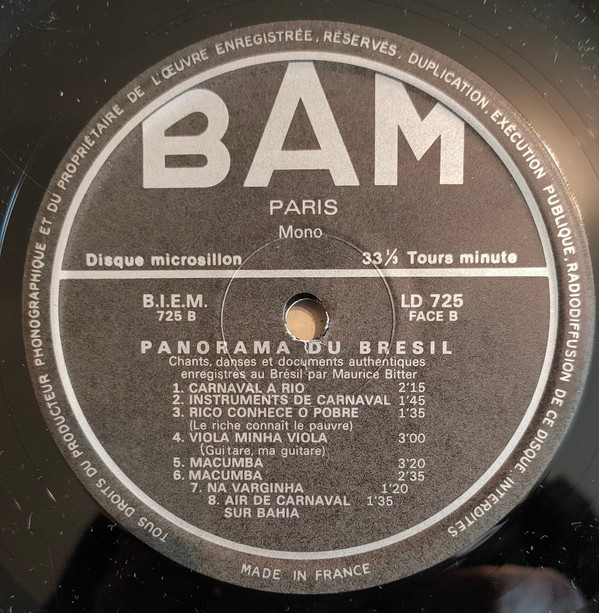 TOUS DROITS DU PRODUCTEUR PHONOGRAPHIQUE ET DU PROPRIÉTAIRE DE L'ŒUVRE ENREGISTRÉE, RÉSERVÉS. DUPLICATION, EXÉCUTION PUBLIQUE, RADIODIFFUSION DE CE DISQUE INTERDITES
BAM
PARIS
Mono
Disque microsillon 33⅓ Tours minute
B.I.E.M. LD 725
725 B FACE B
PANORAMA DU BRESIL
Chants, danses et documents authentiques
enregistrés au Brésil par Maurice Bitter
1. CARNAVAL A RIO 2'15
2. INSTRUMENTS DE CARNAVAL 1'45
3. RICO CONHECE O POBRE 1'35
(Le riche connaît le pauvre)
4. VIOLA MINHA VIOLA 3'00
(Guitare, ma guitare)
5. MACUMBA 3'20
6. MACUMBA 2'35
7. NA VARGINHA 1'20
8. AIR DE CARNAVAL 1'35
SUR BAHIA
MADE IN FRANCE